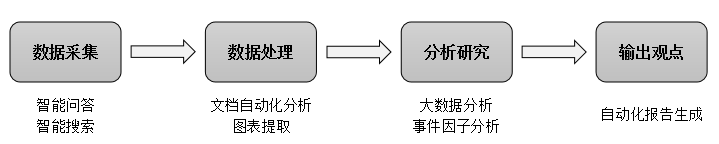 数据采集
数据处理
分析研究
输出观点
智能问答
智能搜索
文档自动化分析
图表提取
大数据分析
事件因子分析
自动化报告生成